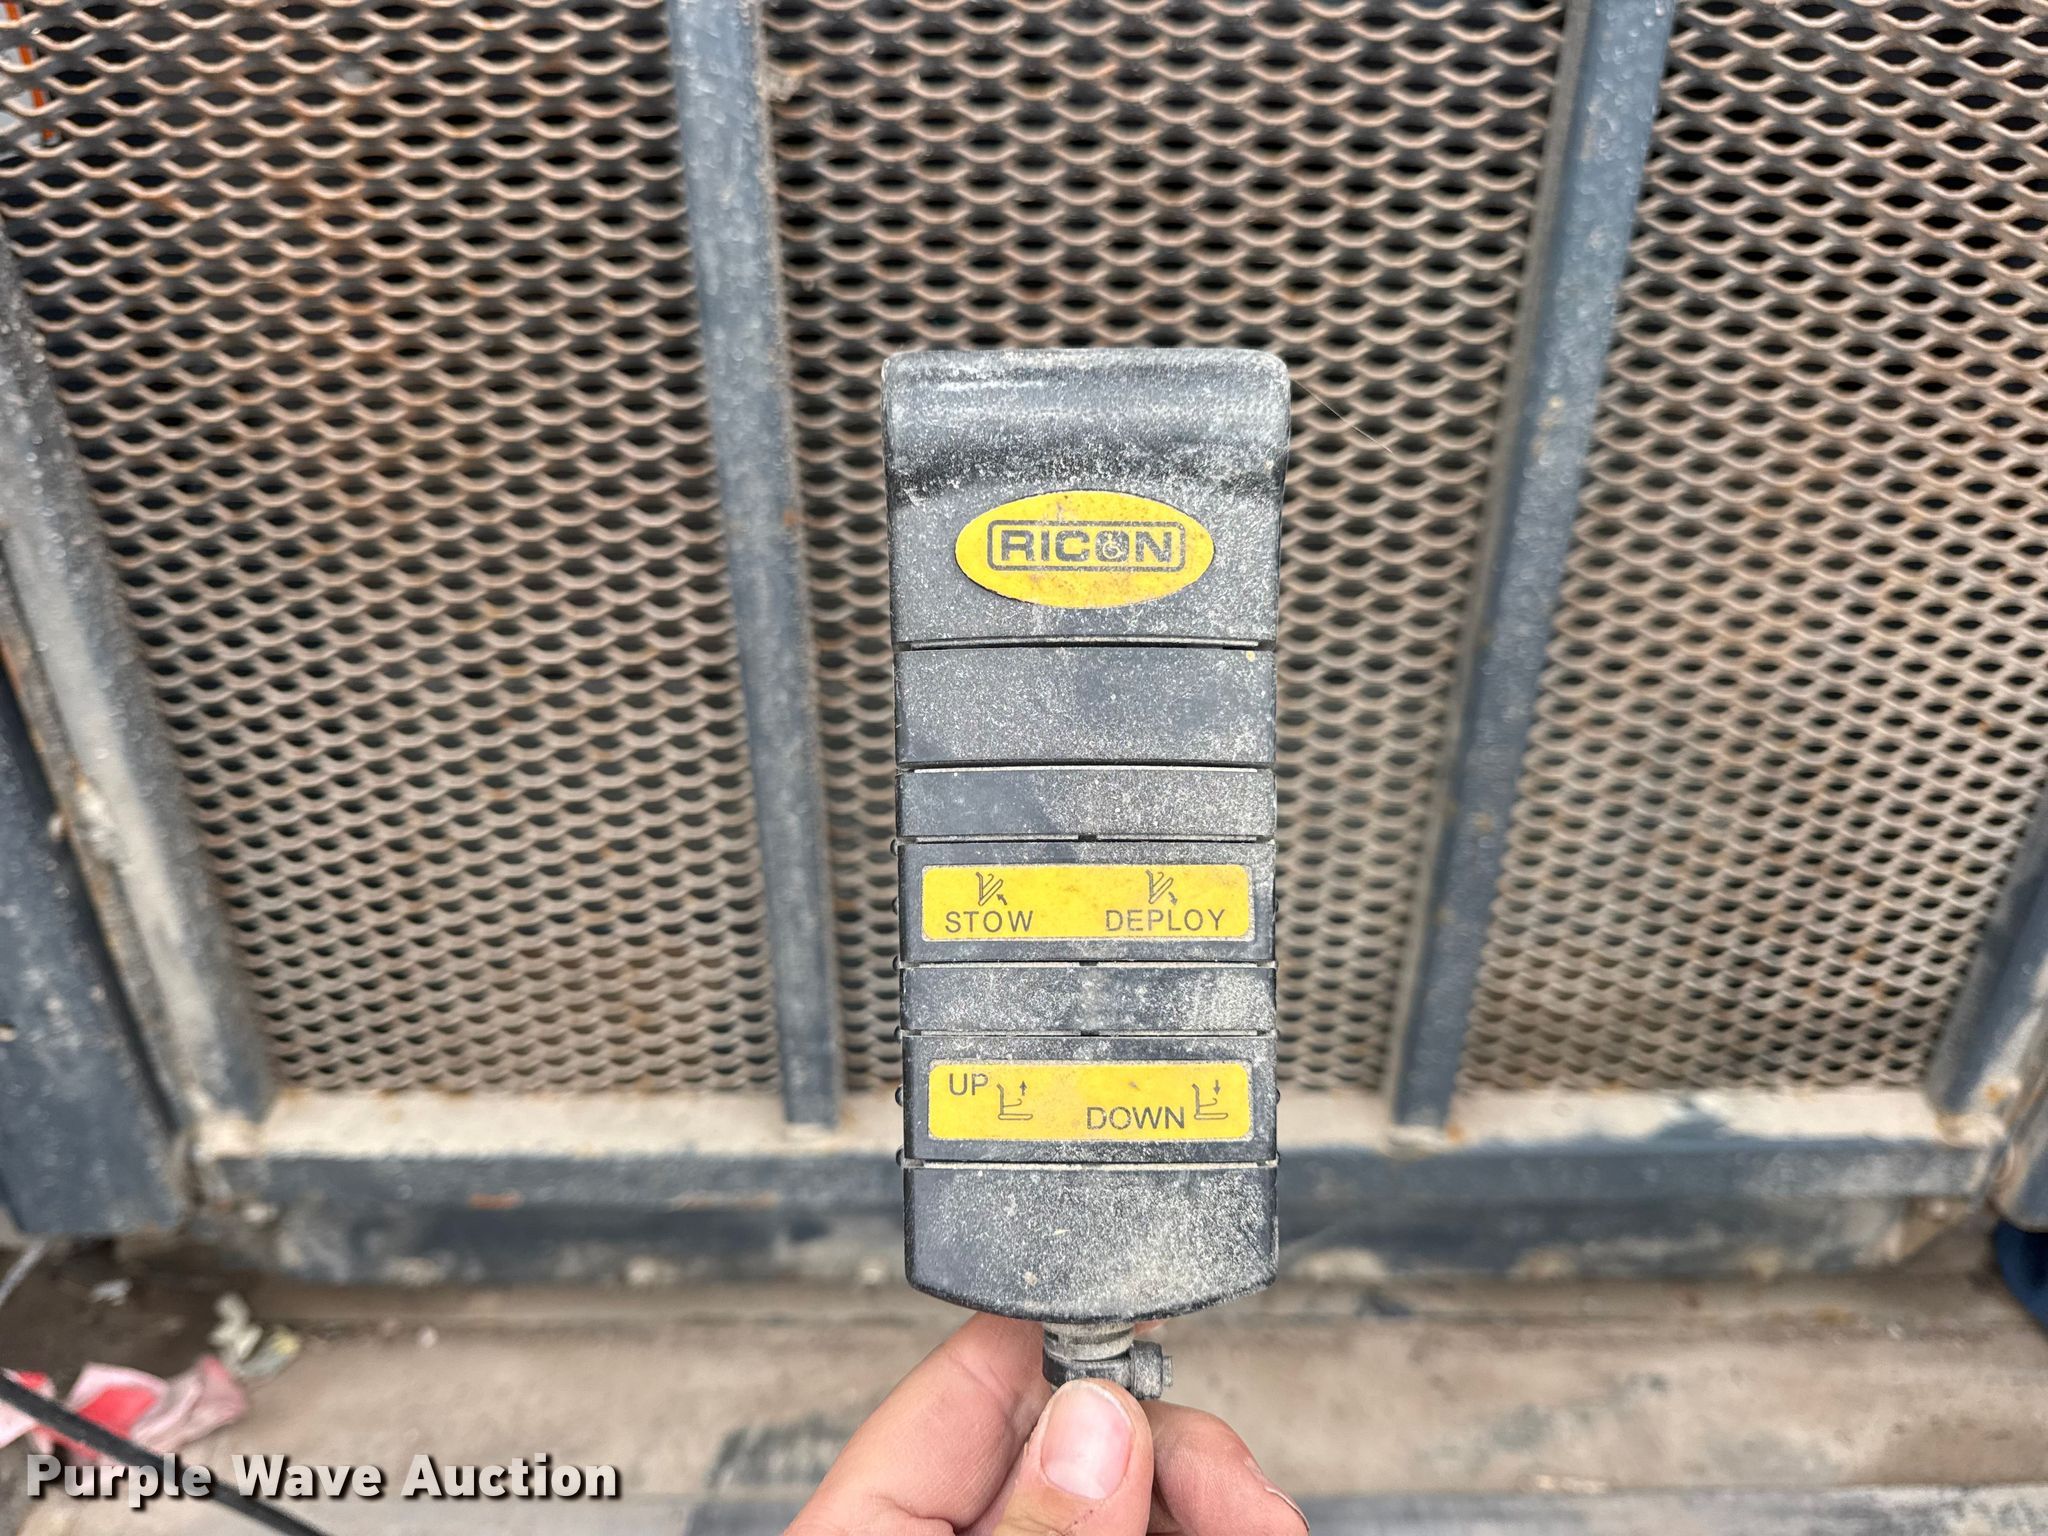 RICON
STOW DEPLOY
UP
DOWN
Purple Wave Auction